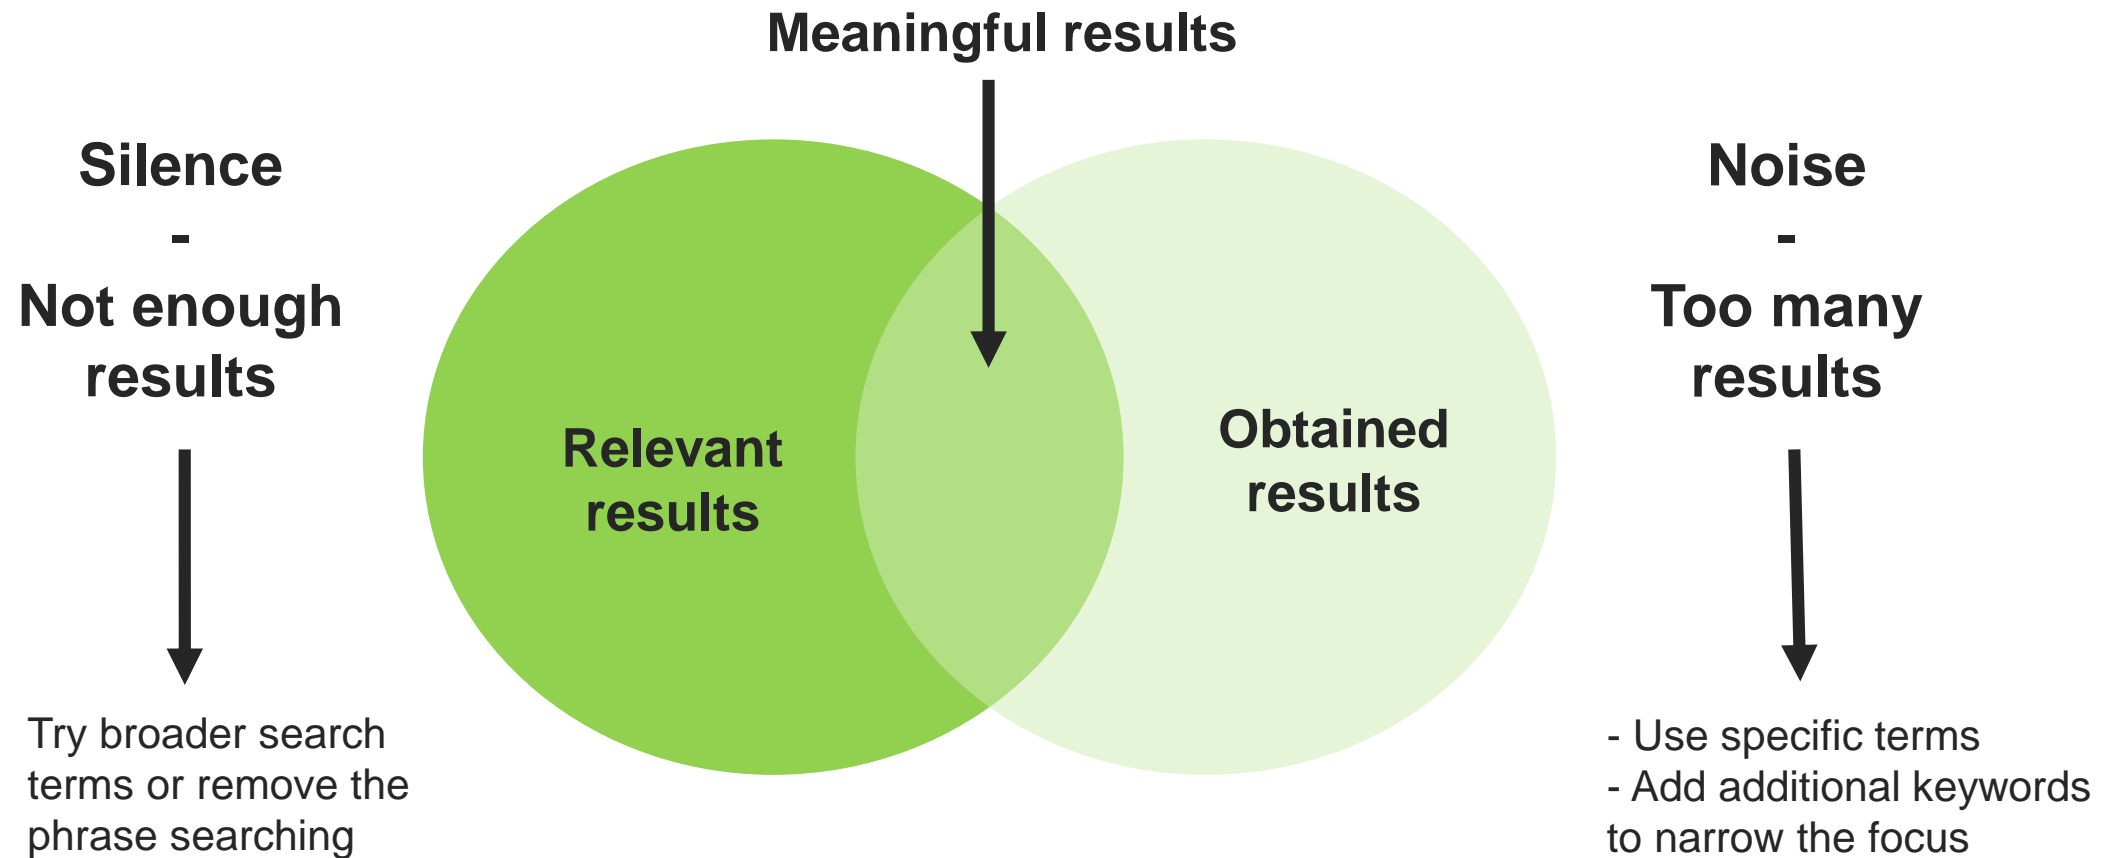 Meaningful results
Silence
-
Not enough
results
Noise
-
Too many
results
Relevant
results
Obtained
results
Try broader search
terms or remove the
phrase searching
- Use specific terms
- Add additional keywords
to narrow the focus